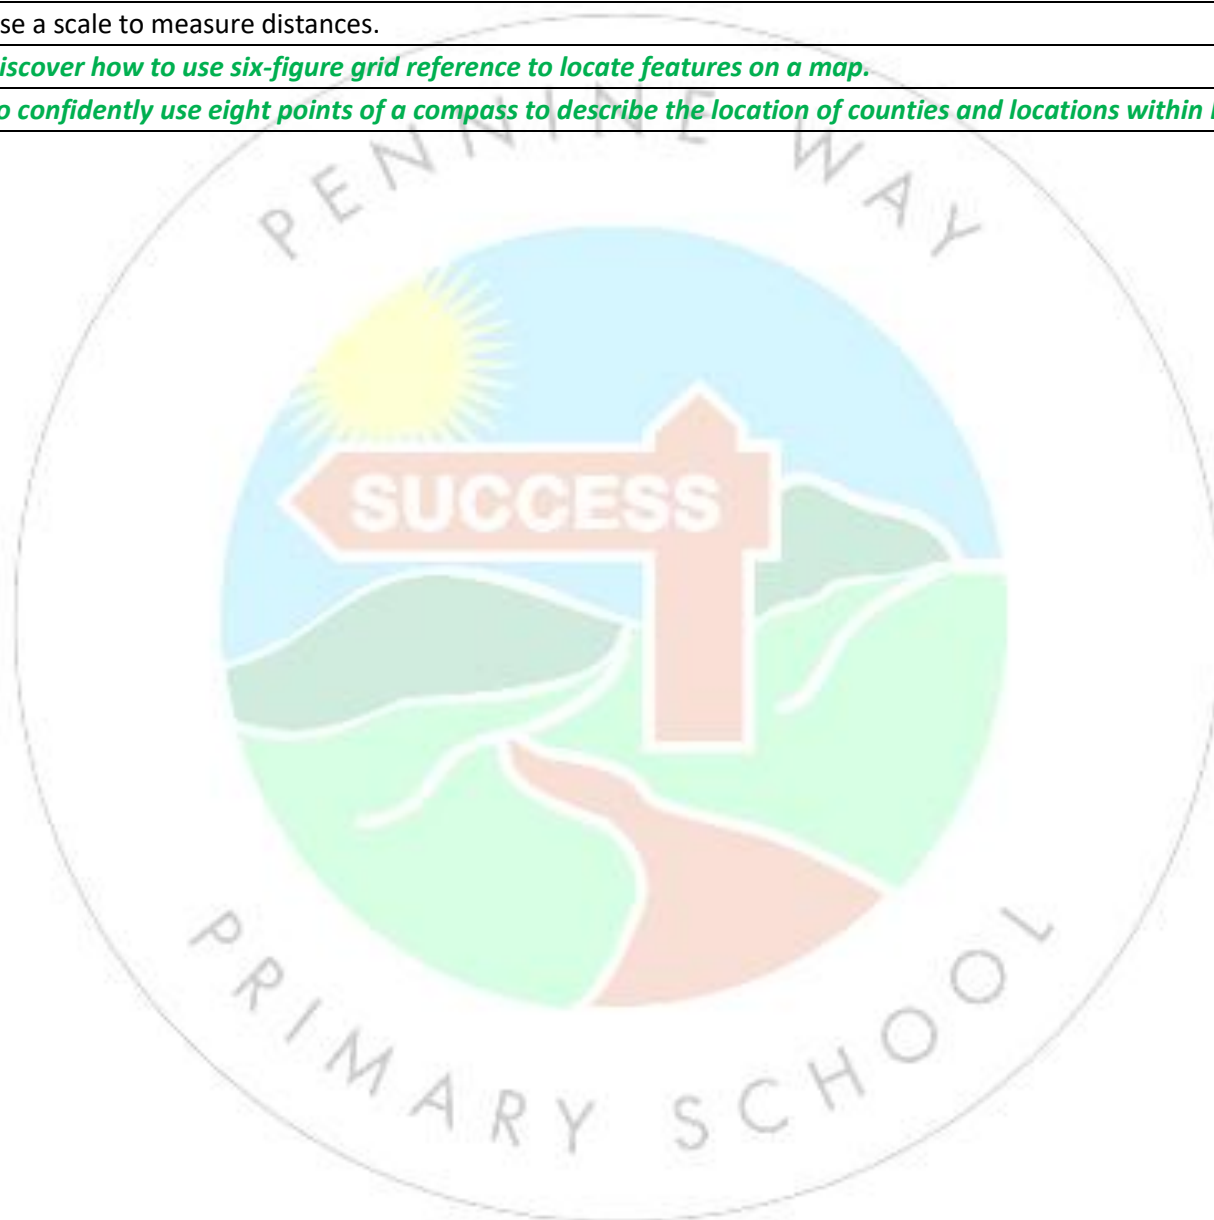 se a scale to measure distances.
iscover how to use six-figure grid reference to locate features on a map.
o confidently use eight points of a compass to describe the location of counties and locations within
PENNINE WAY
SUCCESS
PRIMARY SCHOOL